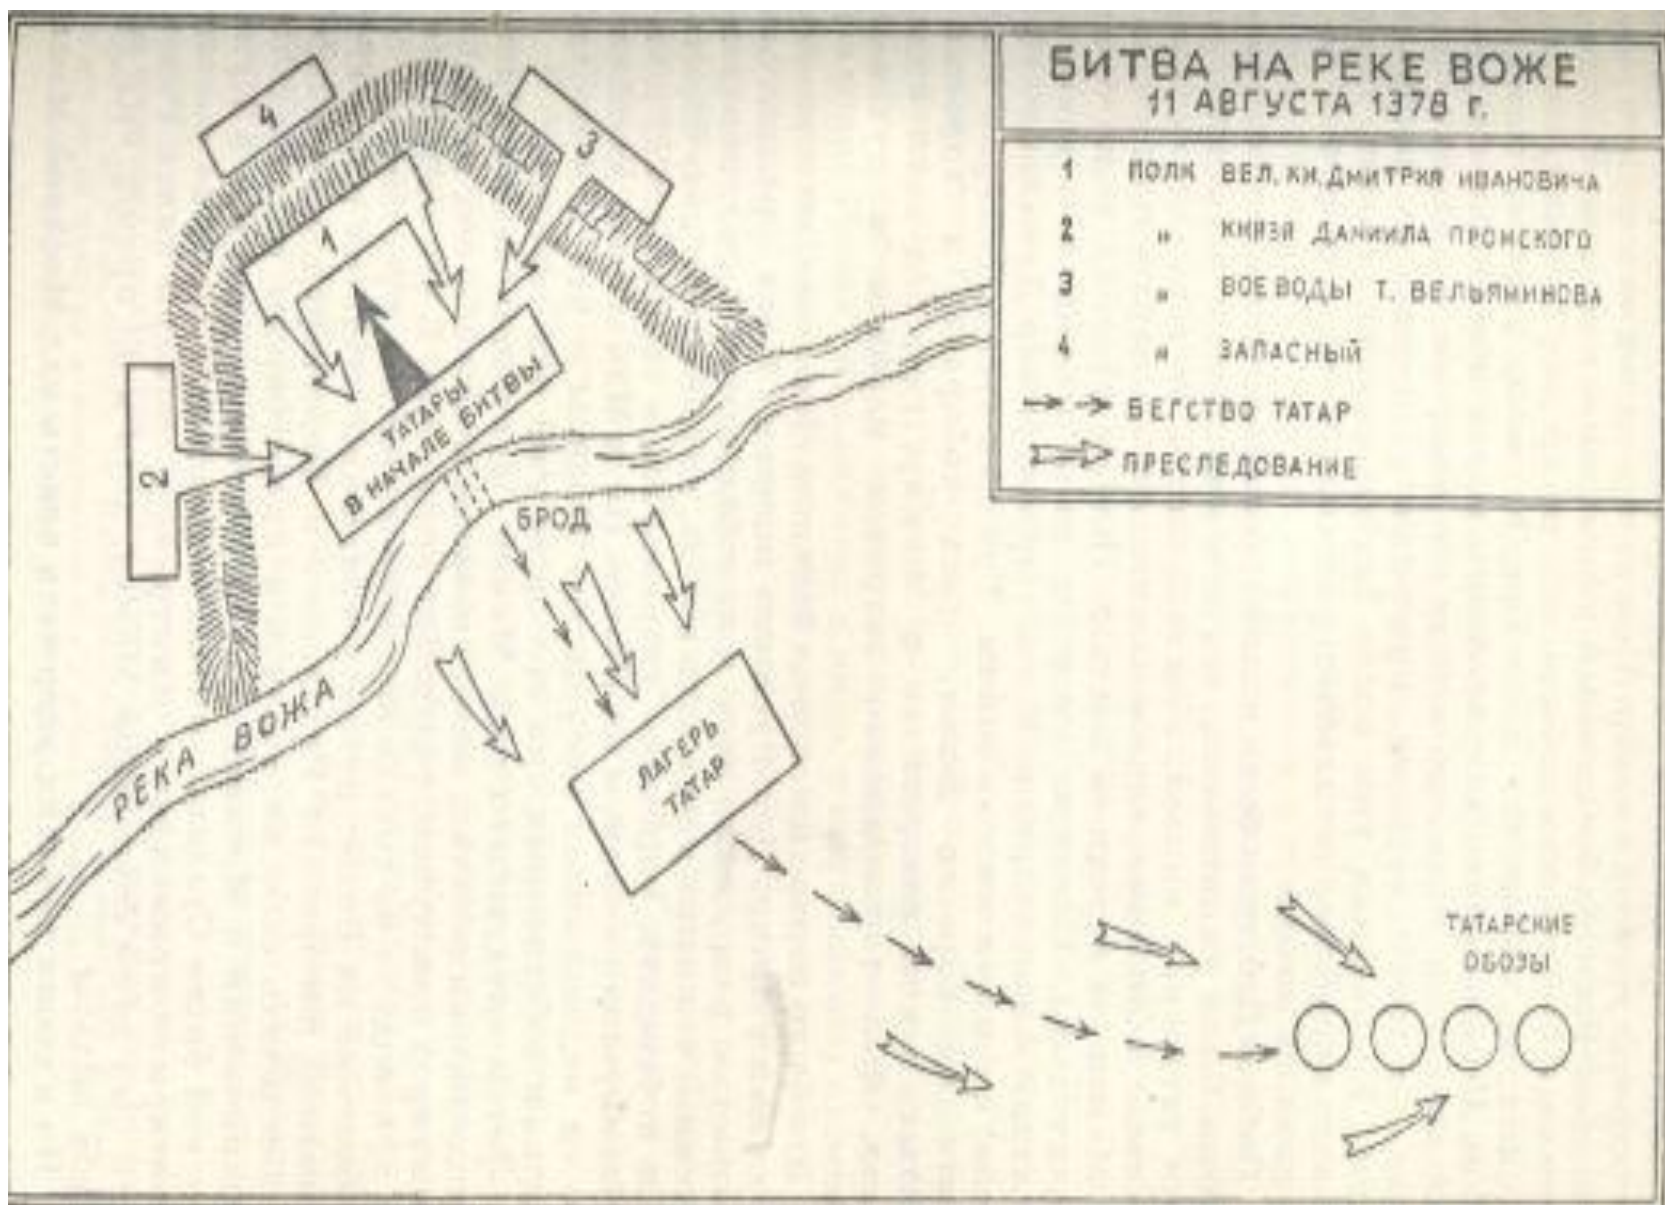 БИТВА НА РЕКЕ ВОЖЕ
11 АВГУСТА 1378 г.
1 ПОЛК ВЕЛ. КН. ДМИТРИЯ ИВАНОВИЧА
2 „ КНЯЗЯ ДАНИИЛА ПРОНСКОГО
3 „ ВОЕВОДЫ Т. ВЕЛЬЯМИНОВА
4 „ ЗАПАСНЫЙ
БЕГСТВО ТАТАР
ПРЕСЛЕДОВАНИЕ
4
3
1
2
ТАТАРЫ
В НАЧАЛЕ БИТВЫ
БРОД
РЕКА ВОЖА
ЛАГЕРЬ
ТАТАР
ТАТАРСКИЕ
ОБОЗЫ